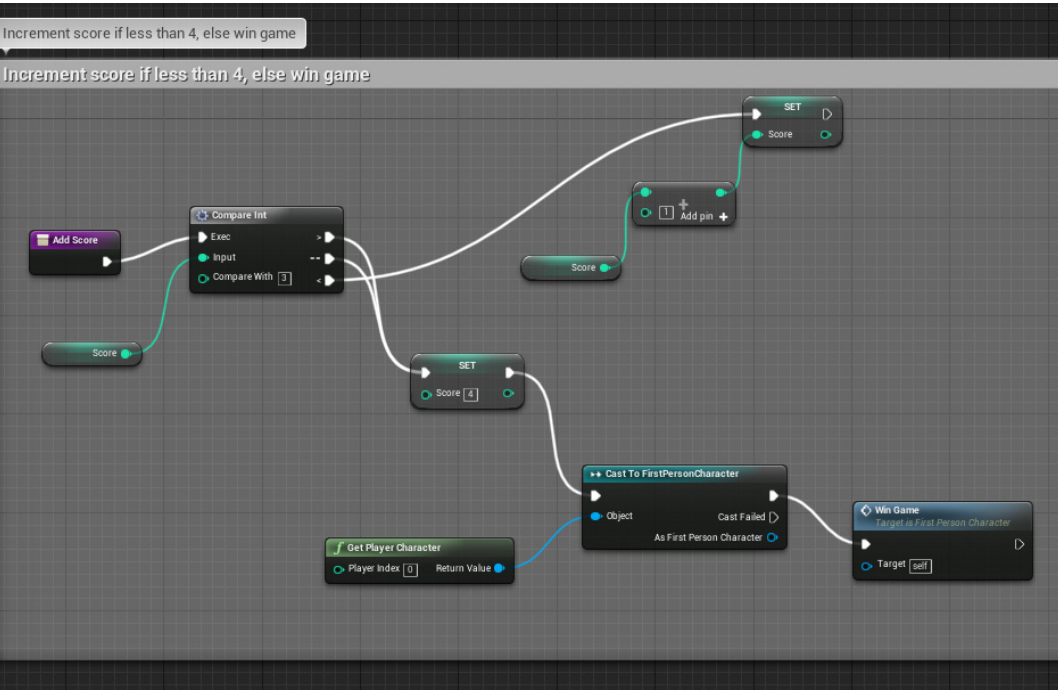 Increment score if less than 4, else win game
Increment score if less than 4, else win game
SET
Score
1
Add pin +
Score
Compare Int
Exec
>
Input
==
Compare With 3
<
Add Score
Score
SET
Score 4
Cast To FirstPersonCharacter
Object
Cast Failed
As First Person Character
Win Game
Target is First Person Character
Target self
f Get Player Character
Player Index 0
Return Value